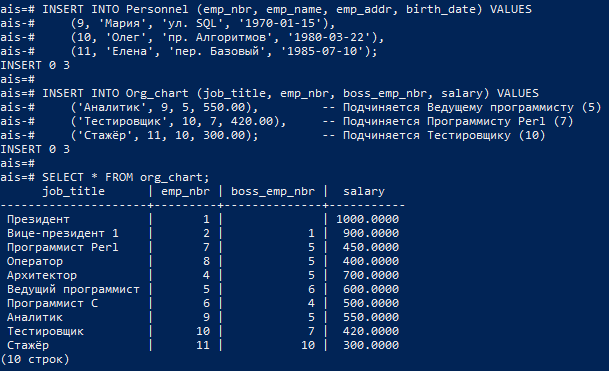 ais=# INSERT INTO Personnel (emp_nbr, emp_name, emp_addr, birth_date) VALUES
ais-#     (9, 'Мария', 'ул. SQL', '1970-01-15'),
ais-#     (10, 'Олег', 'пр. Алгоритмов', '1980-03-22'),
ais-#     (11, 'Елена', 'пер. Базовый', '1985-07-10');
INSERT 0 3
ais=#
ais=# INSERT INTO Org_chart (job_title, emp_nbr, boss_emp_nbr, salary) VALUES
ais-#     ('Аналитик', 9, 5, 550.00),        -- Подчиняется Ведущему программисту (5)
ais-#     ('Тестировщик', 10, 7, 420.00),    -- Подчиняется Программисту Perl (7)
ais-#     ('Стажёр', 11, 10, 300.00);        -- Подчиняется Тестировщику (10)
INSERT 0 3
ais=#
ais=# SELECT * FROM org_chart;
     job_title      | emp_nbr | boss_emp_nbr |  salary
---------------------+---------+--------------+-----------
 Президент           |       1 |              | 1000.0000
 Вице-президент 1    |       2 |            1 |  900.0000
 Программист Perl    |       7 |            5 |  450.0000
 Оператор            |       8 |            5 |  400.0000
 Архитектор          |       4 |            5 |  700.0000
 Ведущий программист |       5 |            6 |  600.0000
 Программист C       |       6 |            4 |  500.0000
 Аналитик            |       9 |            5 |  550.0000
 Тестировщик         |      10 |            7 |  420.0000
 Стажёр              |      11 |           10 |  300.0000
(10 строк)